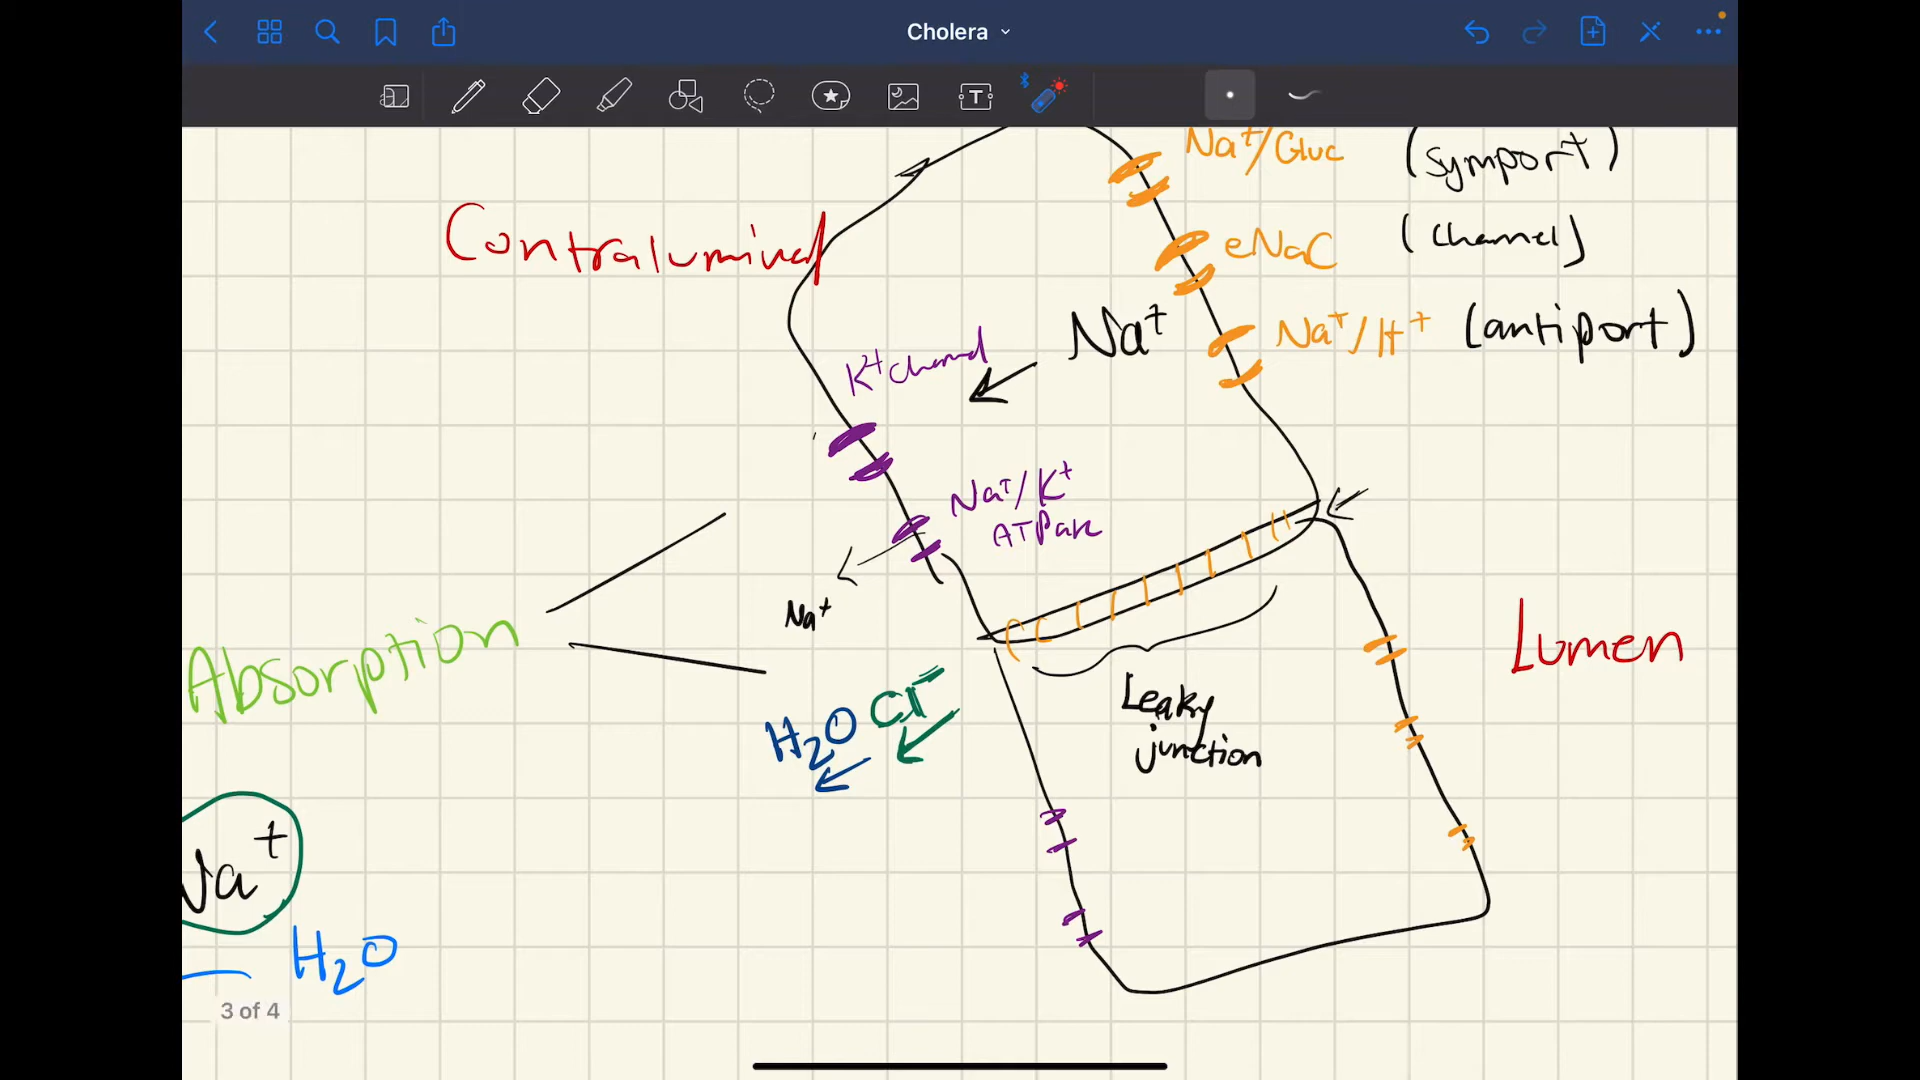 Cholera
Na⁺/Gluc (symport)
Contraluminal
eNaC (channel)
Na⁺
Na⁺/H⁺ (antiport)
K⁺ channel
Na⁺/K⁺
ATPase
Na⁺
Absorption
Lumen
Leaky
junction
H₂O Cl⁻
Na⁺
H₂O
3 of 4